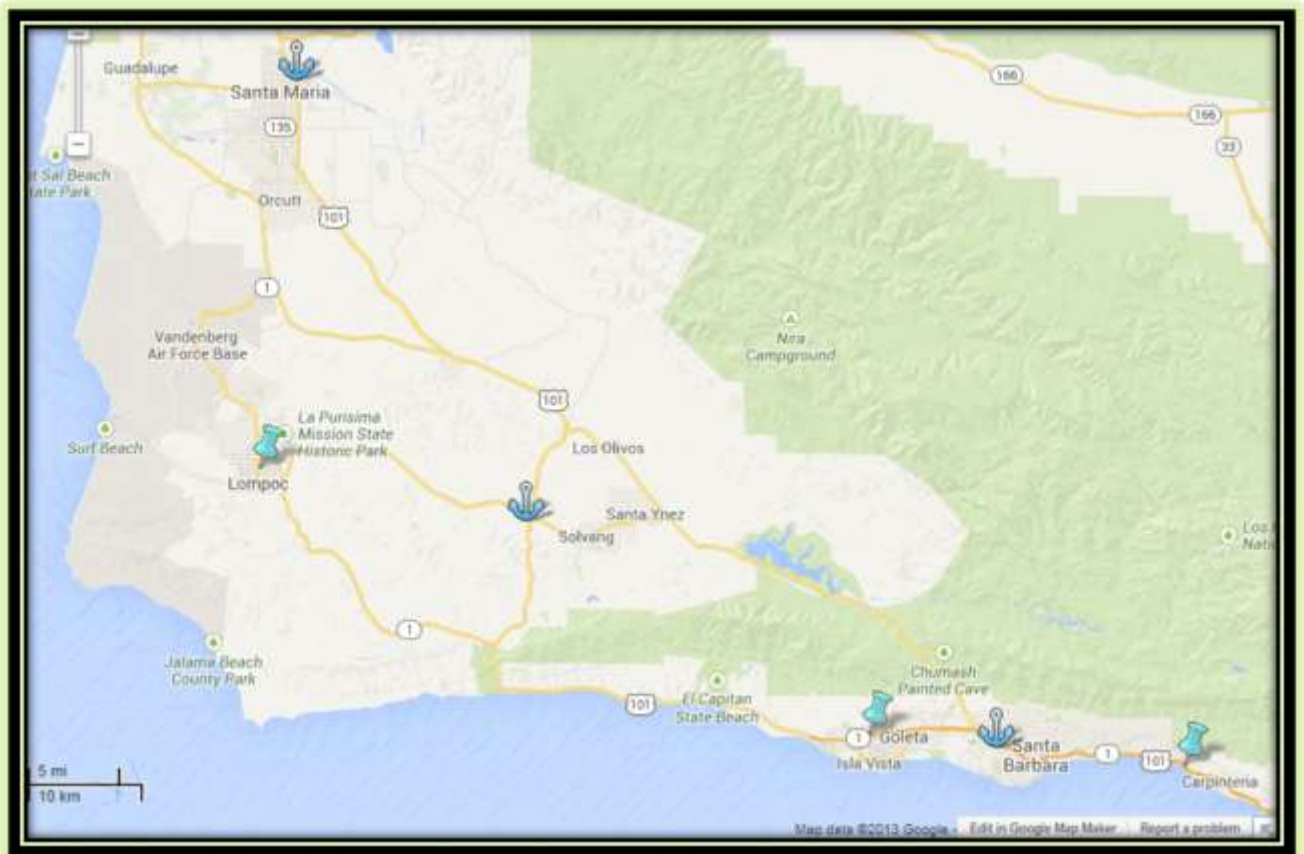 Guadalupe
Santa Maria
166
166
135
33
Sal Beach
Orcutt
101
1
Vandenberg
Air Force Base
Nira
Campground
101
La Purisima
Mission State
Historic Park
Surf Beach
Los Olivos
Lompoc
Santa Ynez
Solvang
Los
1
Jalama Beach
County Park
Chumash
Painted Cave
El Capitan
State Beach
101
1
Goleta
Isla Vista
Santa
Barbara
1
101
Carpinteria
5 mi
10 km
Map data ©2013 Google -
Edit in Google Map Maker
Report a problem